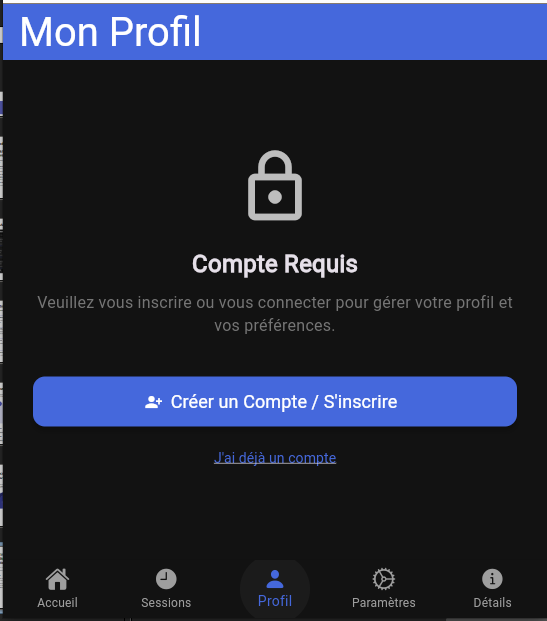 Mon Profil
Compte Requis
Veuillez vous inscrire ou vous connecter pour gérer votre profil et
vos préférences.
Créer un Compte / S'inscrire
J'ai déjà un compte
Accueil
Sessions
Profil
Paramètres
Détails